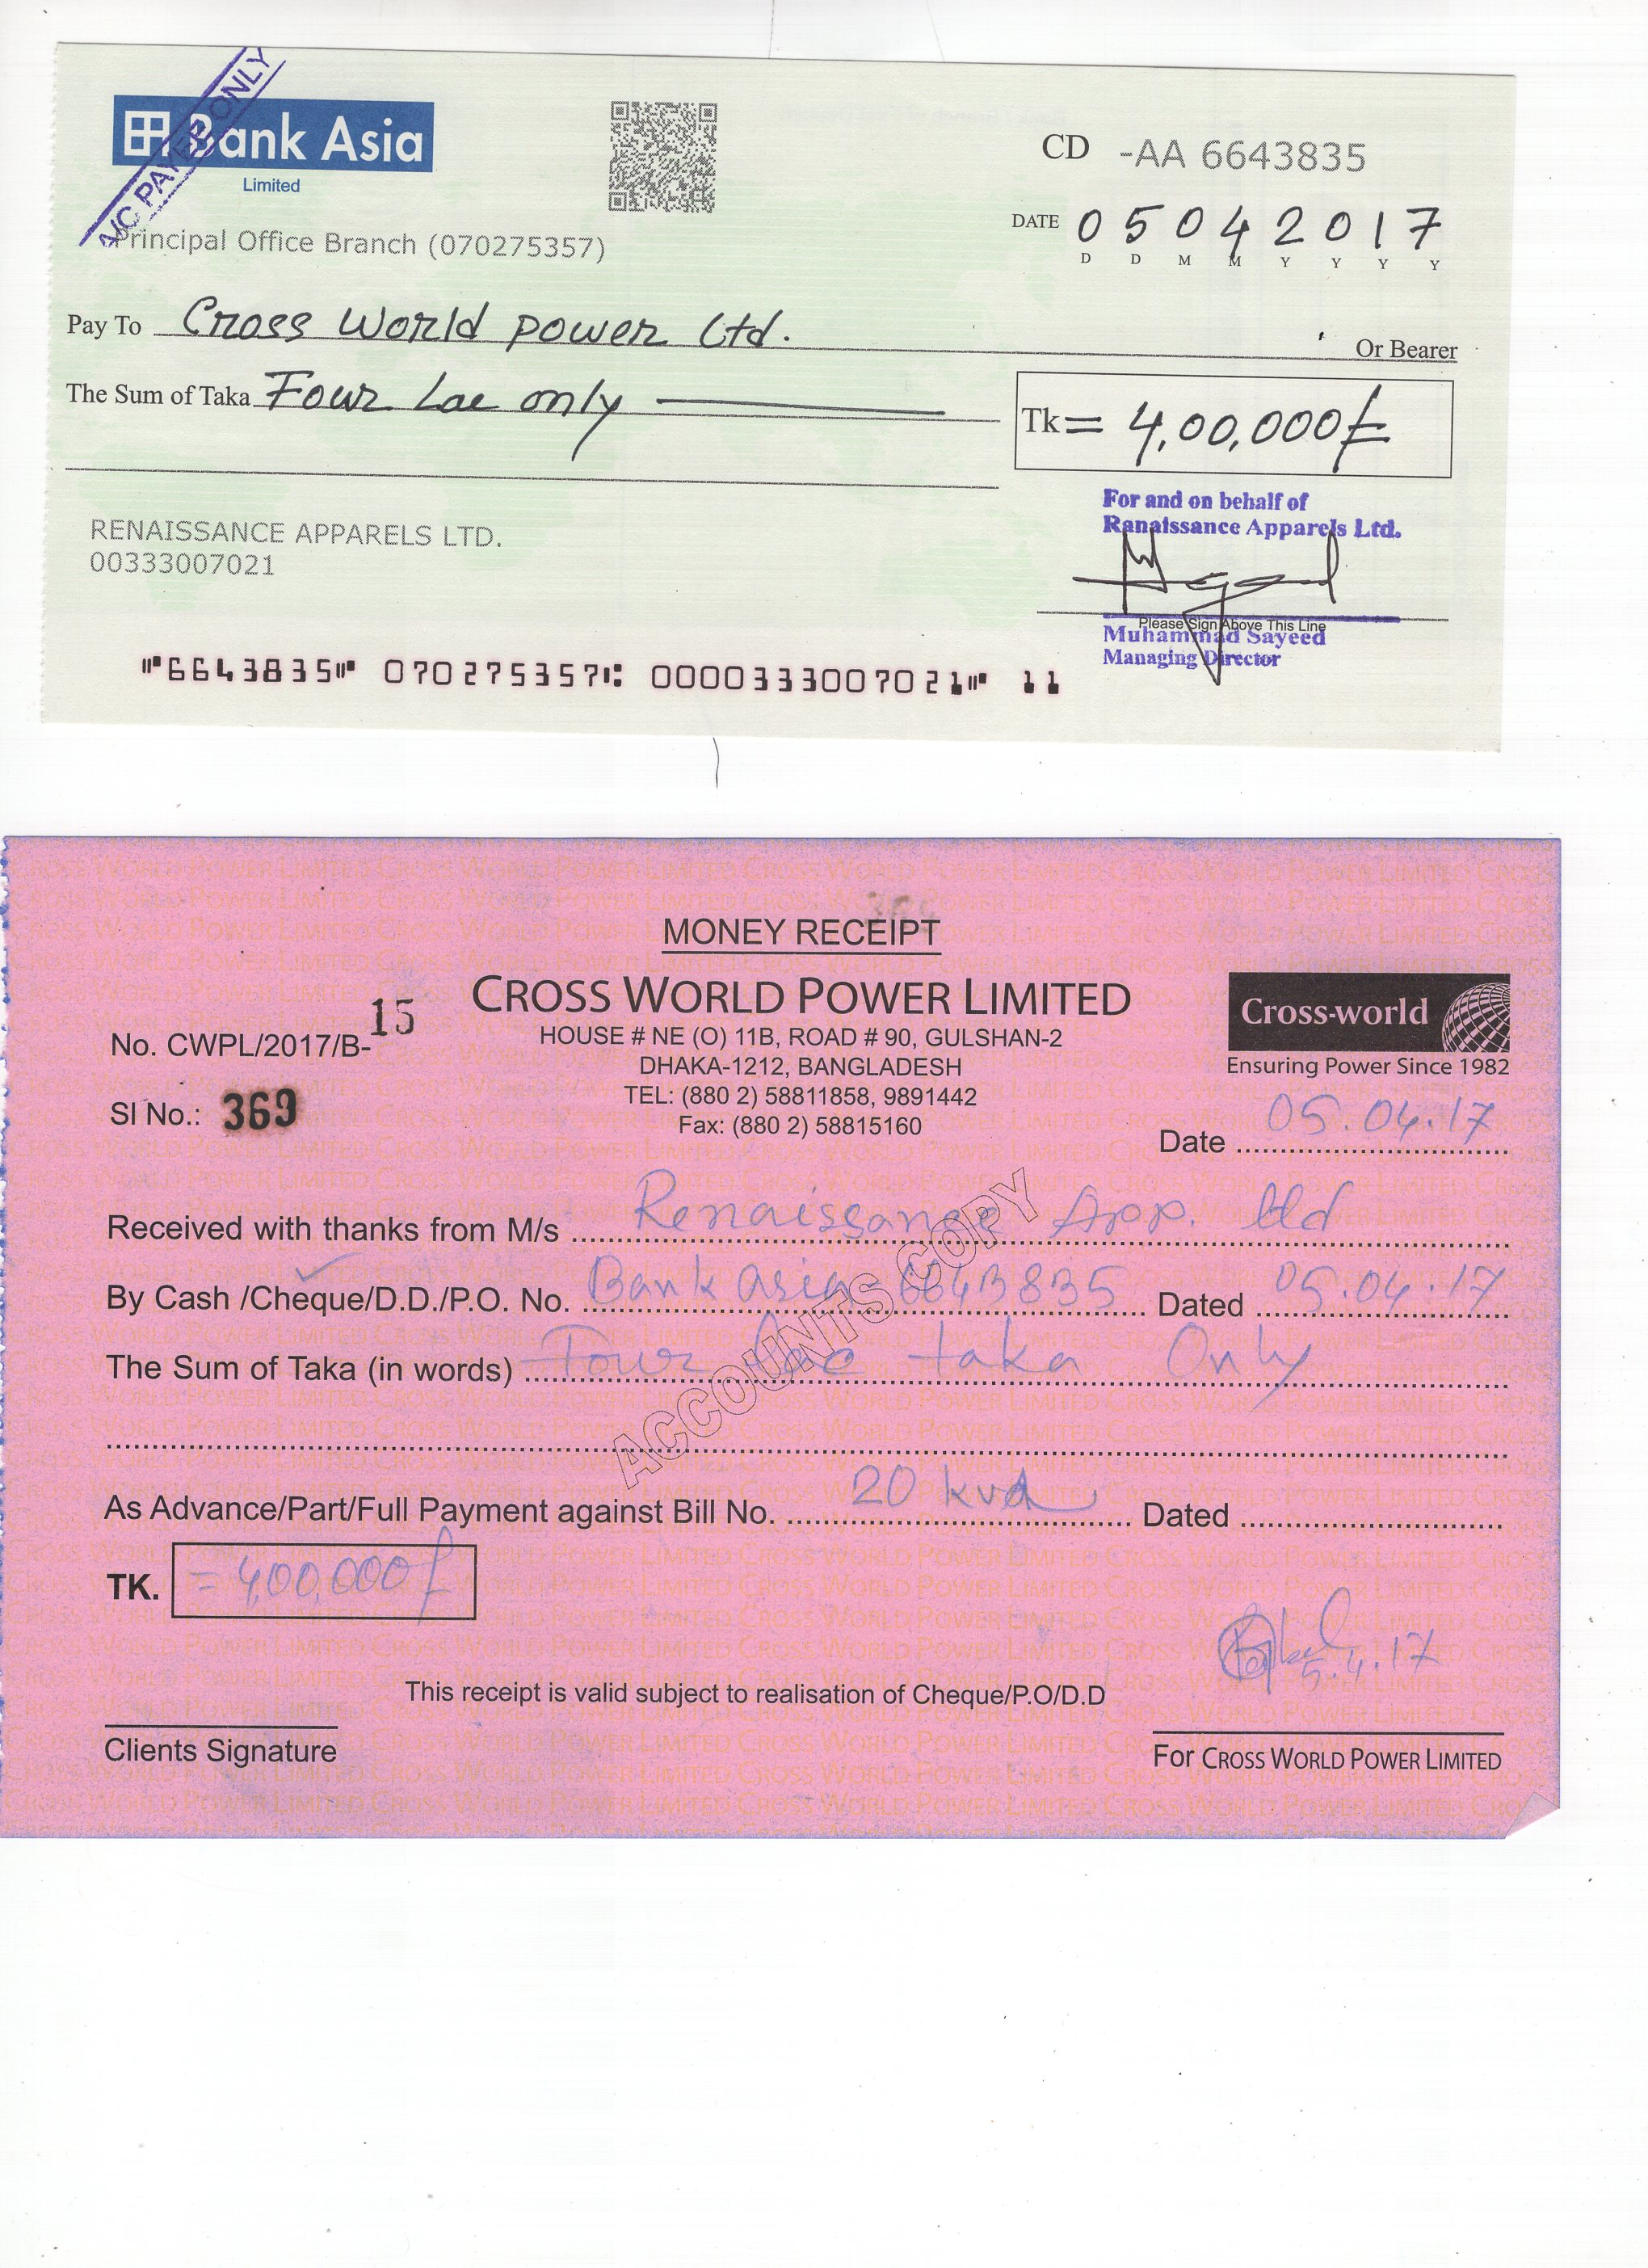 A/C PAYEE ONLY
Bank Asia
Limited
CD -AA 6643835
DATE 05042017
D D M M Y Y Y Y
Principal Office Branch (070275357)
Pay To Cross World power Ltd. Or Bearer
The Sum of Taka Four Lac only
Tk = 4,00,000/=
For and on behalf of
Ranaissance Apparels Ltd.
RENAISSANCE APPARELS LTD.
00333007021
Please Sign Above This Line
Muhammad Sayeed
Managing Director
⑈6643835⑈ 070275357⑆ 0000333007021⑈ 11
MONEY RECEIPT
CROSS WORLD POWER LIMITED
HOUSE # NE (O) 11B, ROAD # 90, GULSHAN-2
DHAKA-1212, BANGLADESH
TEL: (880 2) 58811858, 9891442
Fax: (880 2) 58815160
Cross-world
Ensuring Power Since 1982
No. CWPL/2017/B-15
Sl No.: 369
Date 05.04.17
Received with thanks from M/s Renaissance App. Ltd
By Cash /Cheque/D.D./P.O. No. Bank asia 6643835 Dated 05.04.17
The Sum of Taka (in words) Four Lac taka Only
ACCOUNTS COPY
As Advance/Part/Full Payment against Bill No. 20 kva Dated
TK. = 4,00,000/
5.4.17
This receipt is valid subject to realisation of Cheque/P.O/D.D
Clients Signature
For CROSS WORLD POWER LIMITED